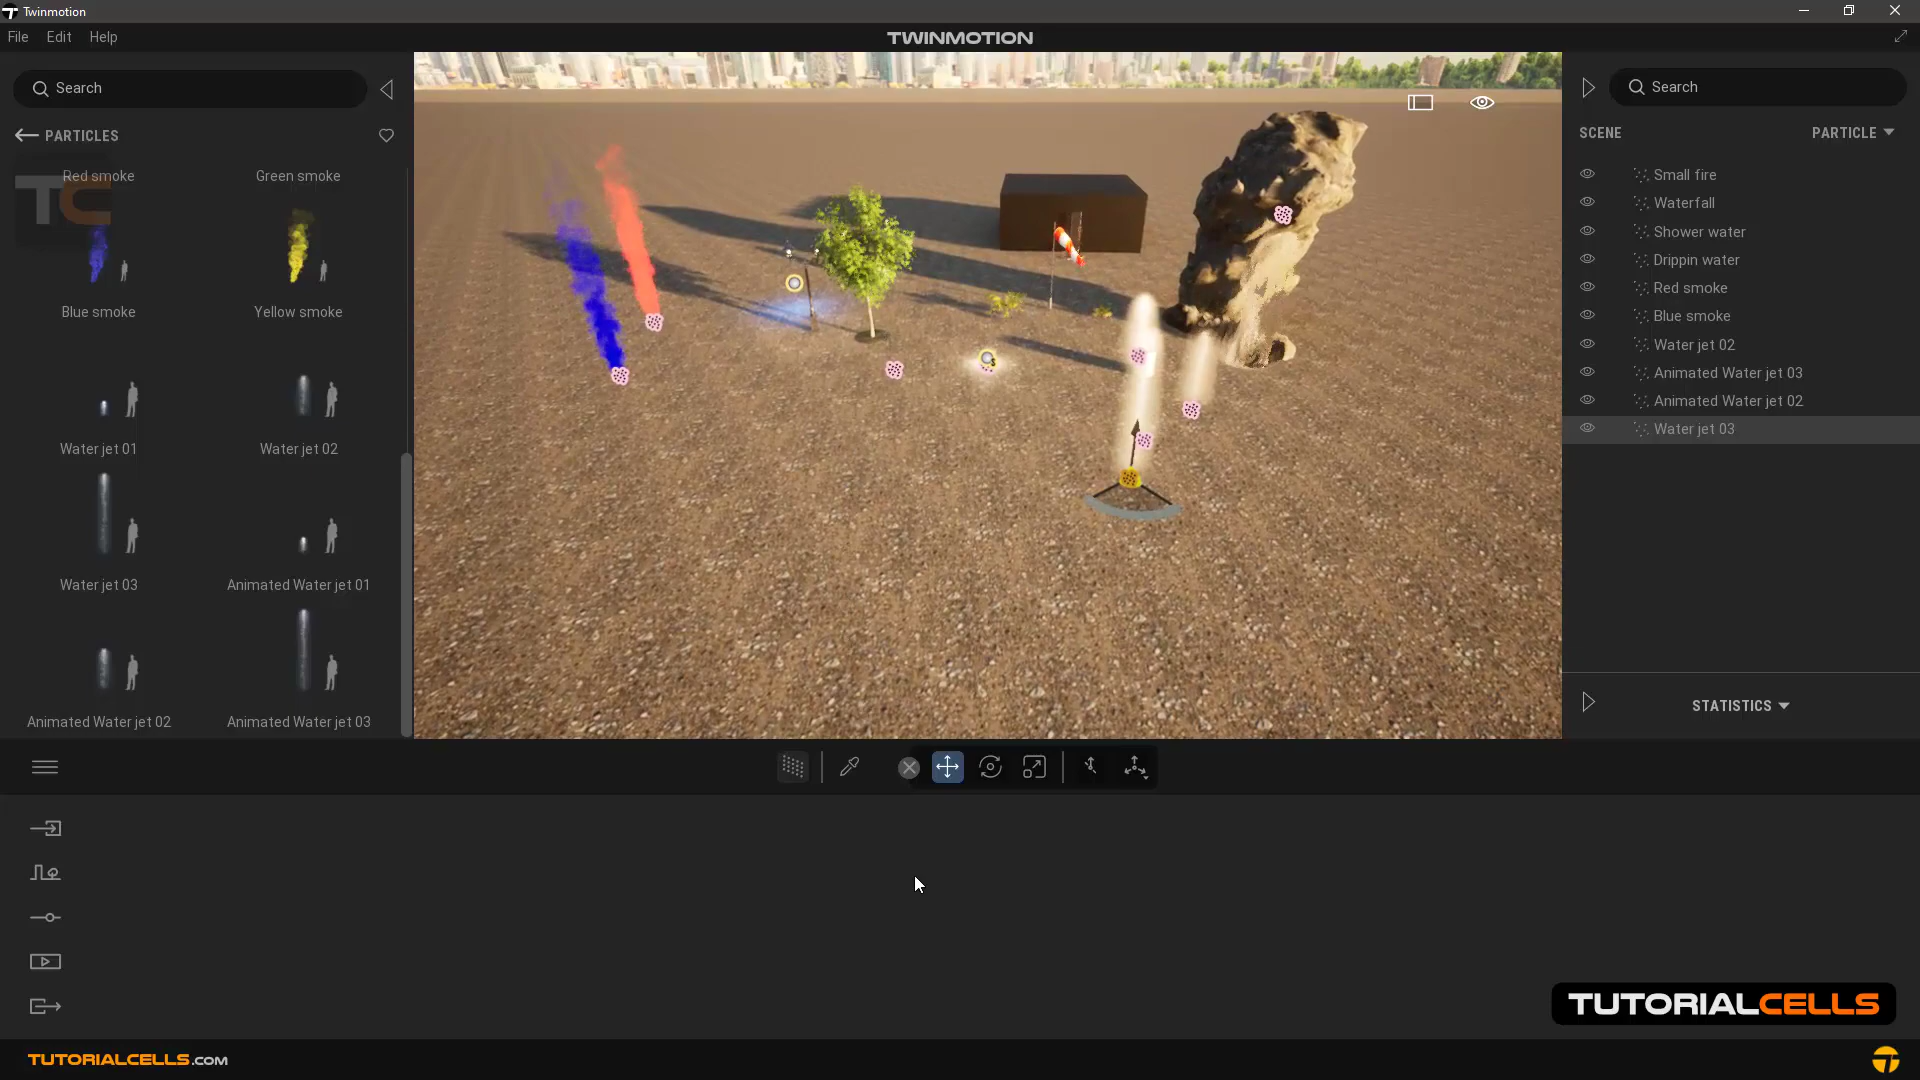 Twinmotion
File Edit Help
TWINMOTION
Search
PARTICLES
TC
Red smoke
Green smoke
Blue smoke
Yellow smoke
Water jet 01
Water jet 02
Water jet 03
Animated Water jet 01
Animated Water jet 02
Animated Water jet 03
Search
SCENE
PARTICLE
Small fire
Waterfall
Shower water
Drippin water
Red smoke
Blue smoke
Water jet 02
Animated Water jet 03
Animated Water jet 02
Water jet 03
STATISTICS
TUTORIALCELLS
TUTORIALCELLS.COM